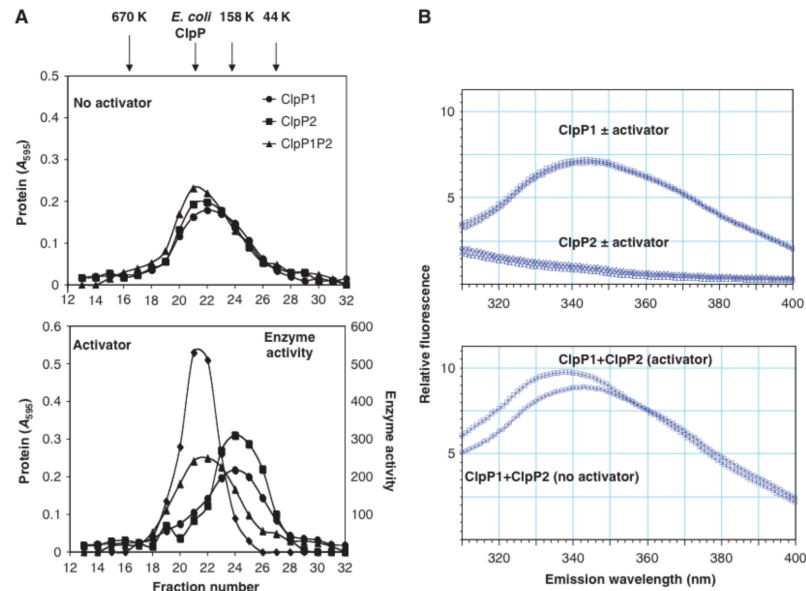 A
670 K E. coli 158 K 44 K
ClpP
0.5
No activator
ClpP1
ClpP2
ClpP1P2
0.4
0.3
0.2
0.1
0
Protein (A595)
12 14 16 18 20 22 24 26 28 30 32
0.6 600
Activator Enzyme
activity
0.5 500
0.4 400
0.3 300
0.2 200
0.1 100
0
Protein (A595)
Enzyme activity
12 14 16 18 20 22 24 26 28 30 32
Fraction number
B
10
ClpP1 ± activator
5
ClpP2 ± activator
320 340 360 380 400
Relative fluorescence
ClpP1+ClpP2 (activator)
10
5
ClpP1+ClpP2 (no activator)
320 340 360 380 400
Emission wavelength (nm)